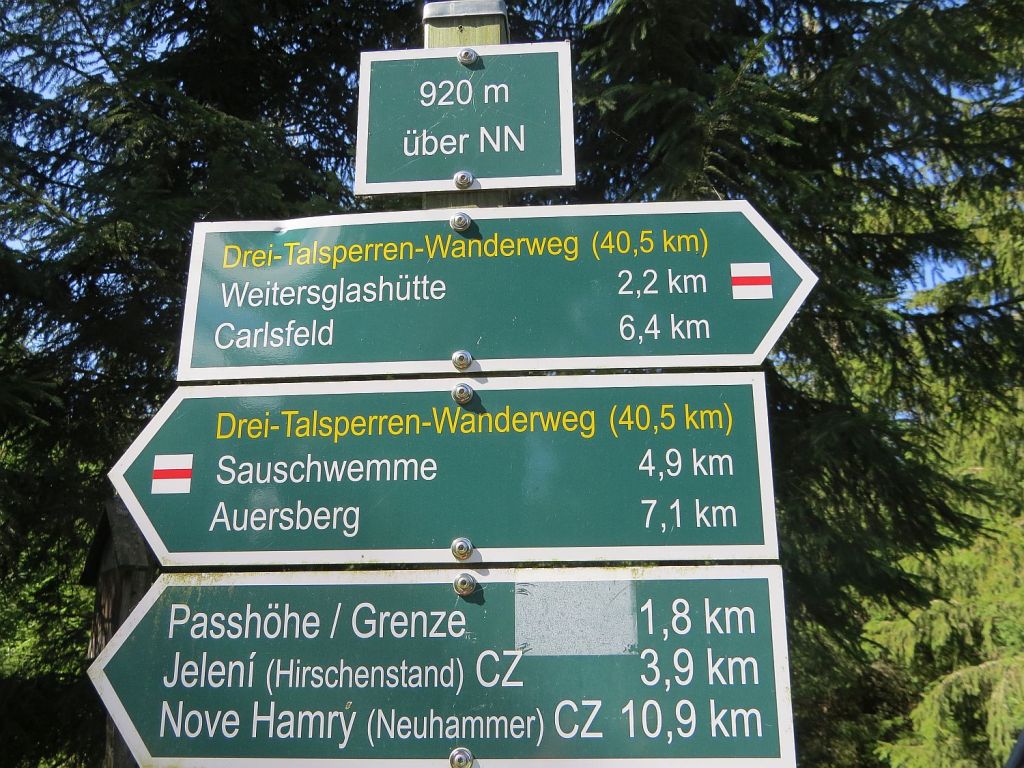 920 m
über NN
Drei-Talsperren-Wanderweg (40,5 km)
Weitersglashütte 2,2 km
Carlsfeld 6,4 km
Drei-Talsperren-Wanderweg (40,5 km)
Sauschwemme 4,9 km
Auersberg 7,1 km
Passhöhe / Grenze 1,8 km
Jelení (Hirschenstand) CZ 3,9 km
Nove Hamrý (Neuhammer) CZ 10,9 km